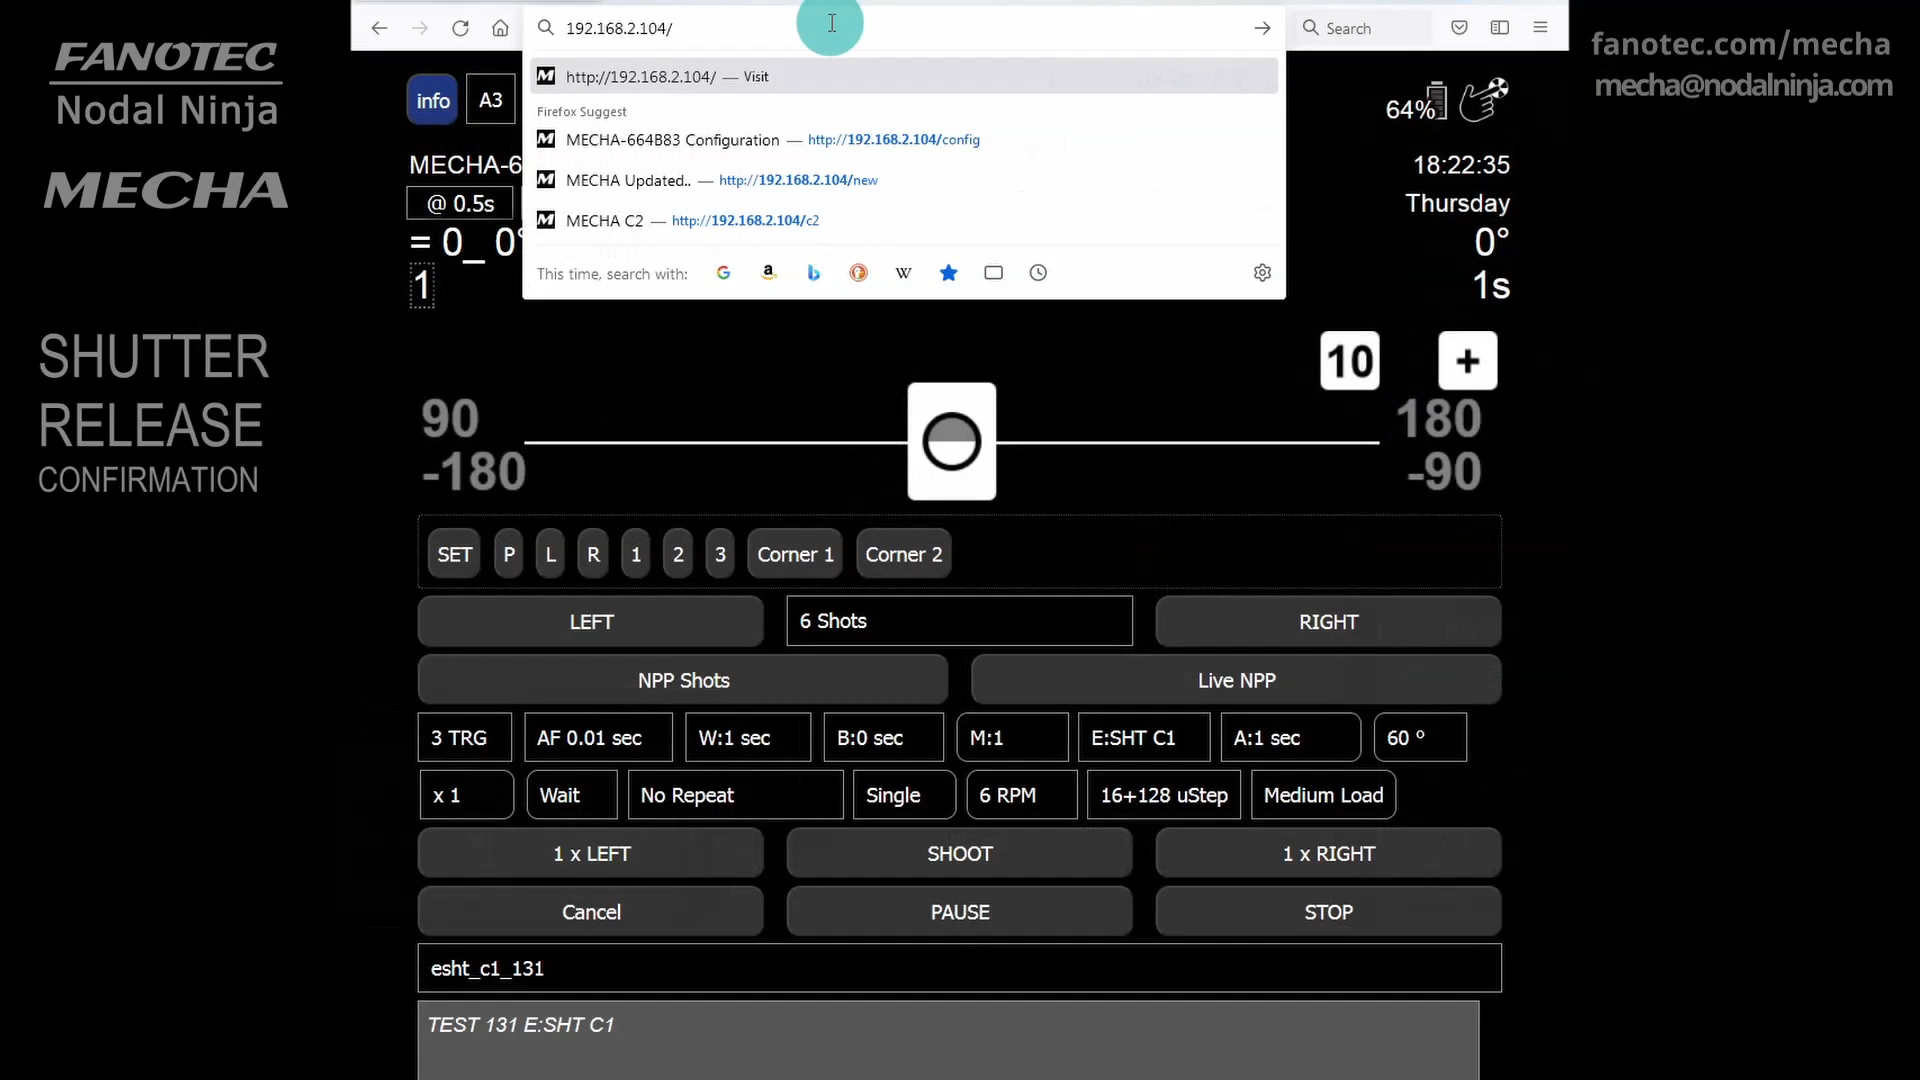 FANOTEC
Nodal Ninja
MECHA
SHUTTER
RELEASE
CONFIRMATION
192.168.2.104/
Search
http://192.168.2.104/ — Visit
Firefox Suggest
MECHA-664B83 Configuration — http://192.168.2.104/config
MECHA Updated.. — http://192.168.2.104/new
MECHA C2 — http://192.168.2.104/c2
This time, search with:
fanotec.com/mecha
mecha@nodalninja.com
info A3
64%
MECHA-6
18:22:35
@ 0.5s
Thursday
= 0_ 0°
0°
1
1s
10 +
90 180
-180 -90
SET P L R 1 2 3 Corner 1 Corner 2
LEFT 6 Shots RIGHT
NPP Shots Live NPP
3 TRG AF 0.01 sec W:1 sec B:0 sec M:1 E:SHT C1 A:1 sec 60 °
x 1 Wait No Repeat Single 6 RPM 16+128 uStep Medium Load
1 x LEFT SHOOT 1 x RIGHT
Cancel PAUSE STOP
esht_c1_131
TEST 131 E:SHT C1